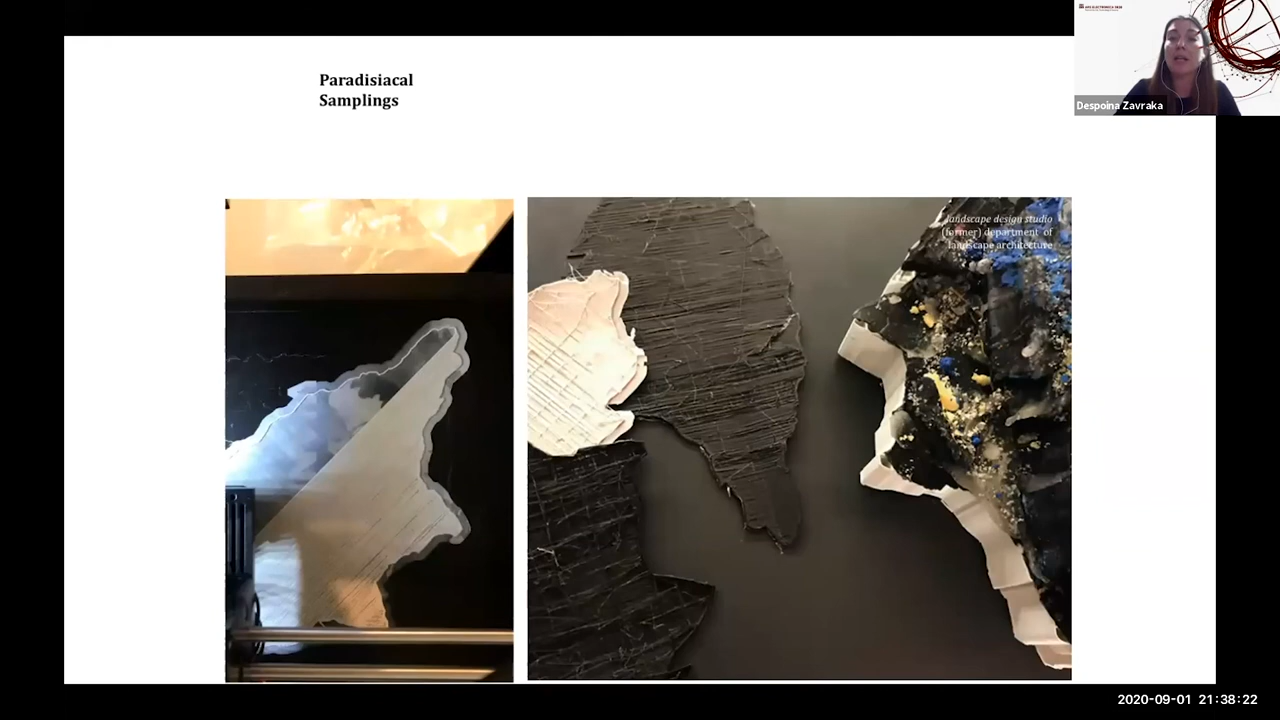 Paradisiacal
Samplings
landscape design studio
(former) department of
landscape architecture
Despoina Zavraka
2020-09-01 21:38:22